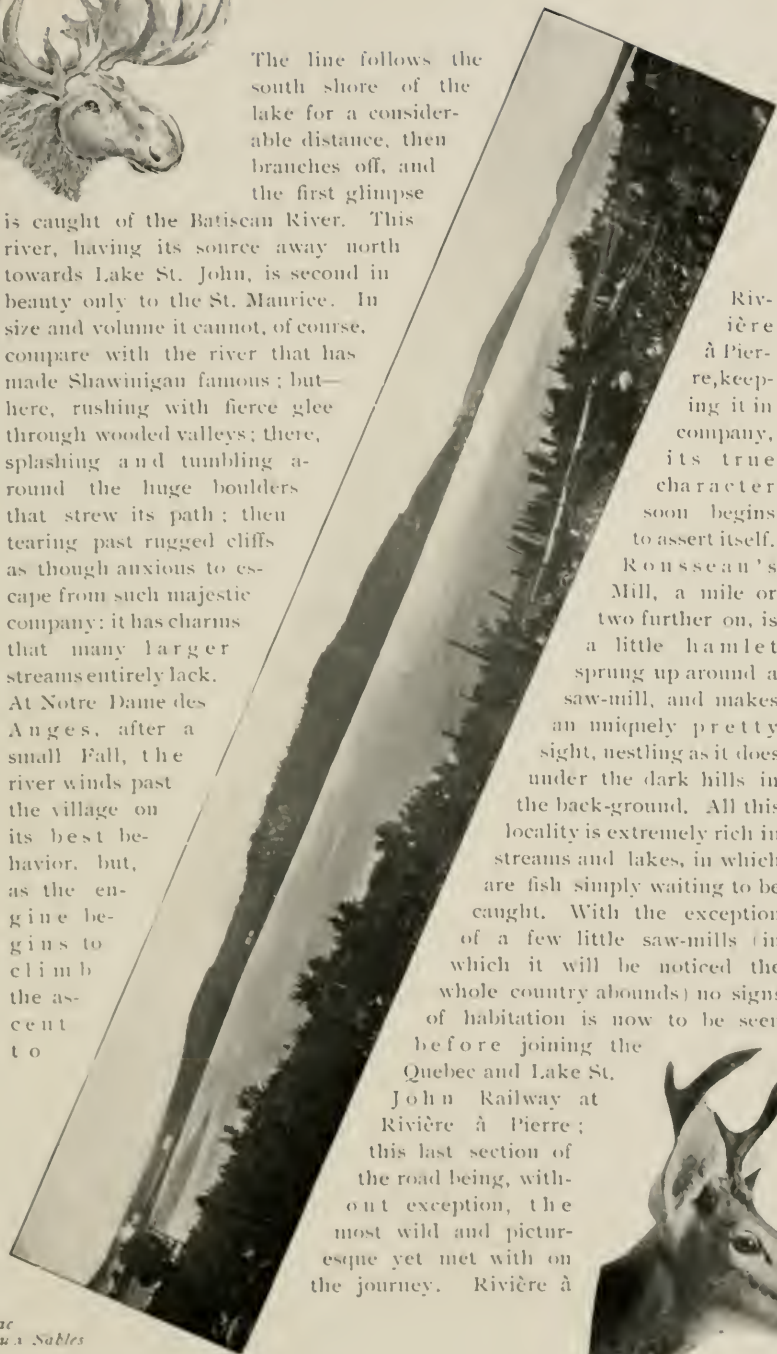 The line follows the
south shore of the
lake for a consider-
able distance, then
branches off, and
the first glimpse
is caught of the Batiscan River. This
river, having its source away north
towards Lake St. John, is second in
beauty only to the St. Maurice. In
size and volume it cannot, of course,
compare with the river that has
made Shawinigan famous; but—
here, rushing with fierce glee
through wooded valleys; there,
splashing and tumbling a-
round the huge boulders
that strew its path; then
tearing past rugged cliffs
as though anxious to es-
cape from such majestic
company; it has charms
that many larger
streams entirely lack.
At Notre Dame des
Anges, after a
small Fall, the
river winds past
the village on
its best be-
havior, but,
as the en-
gine be-
gins to
climb
the as-
cent
to
Riv-
ière
à Pier-
re, keep-
ing it in
company,
its true
character
soon begins
to assert itself.
Rousseau's
Mill, a mile or
two further on, is
a little hamlet
sprung up around a
saw-mill, and makes
an uniquely pretty
sight, nestling as it does
under the dark hills in
the back-ground. All this
locality is extremely rich in
streams and lakes, in which
are fish simply waiting to be
caught. With the exception
of a few little saw-mills (in
which it will be noticed the
whole country abounds) no signs
of habitation is now to be seen
before joining the
Quebec and Lake St.
John Railway at
Rivière à Pierre;
this last section of
the road being, with-
out exception, the
most wild and pictur-
esque yet met with on
the journey. Rivière à
Sables